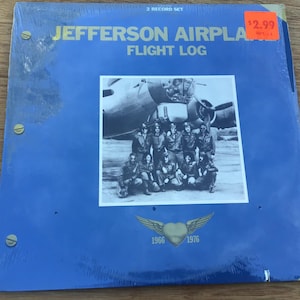 2 RECORD SET
JEFFERSON AIRPLA
FLIGHT LOG
$2.99
1966 1976